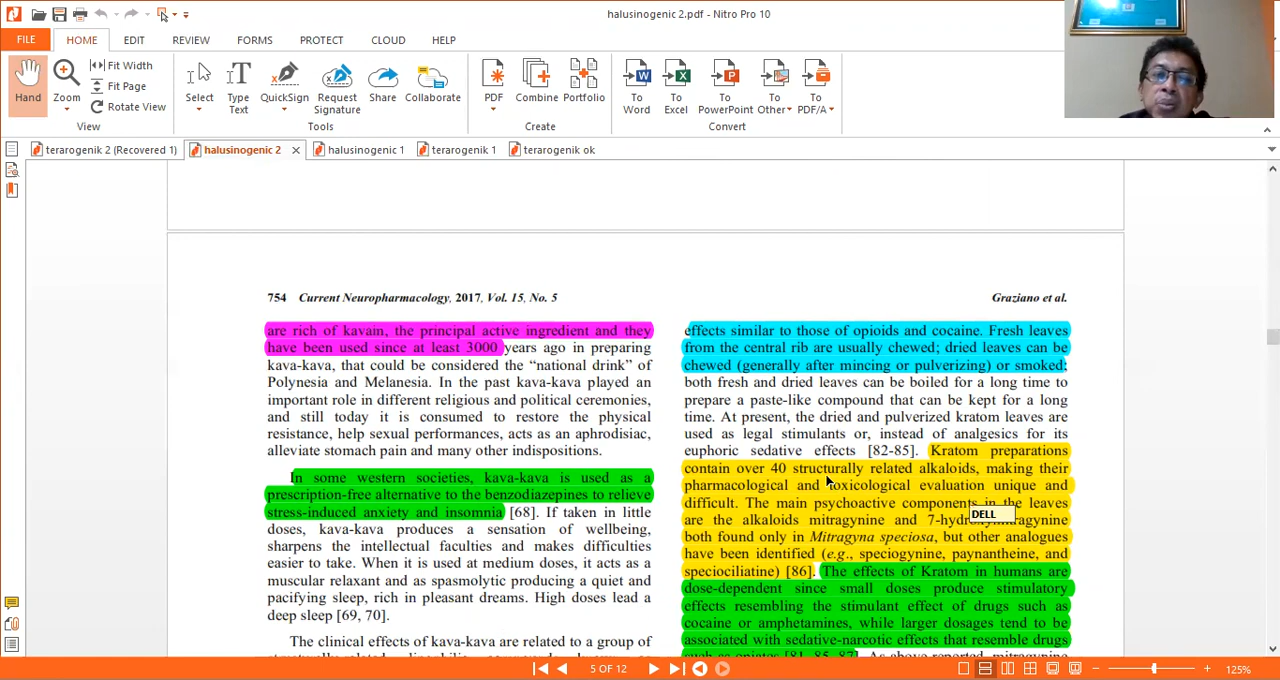 halusinogenic 2.pdf - Nitro Pro 10
FILE HOME EDIT REVIEW FORMS PROTECT CLOUD HELP
Hand
Zoom
Fit Width
Fit Page
Rotate View
View
Select
Type Text
QuickSign
Request Signature
Share
Collaborate
Tools
PDF
Combine
Portfolio
Create
To Word
To Excel
To PowerPoint
To Other
To PDF/A
Convert
terarogenik 2 (Recovered 1)
halusinogenic 2
halusinogenic 1
terarogenik 1
terarogenik ok
754 Current Neuropharmacology, 2017, Vol. 15, No. 5
Graziano et al.
are rich of kavain, the principal active ingredient and they
have been used since at least 3000 years ago in preparing
kava-kava, that could be considered the “national drink” of
Polynesia and Melanesia. In the past kava-kava played an
important role in different religious and political ceremonies,
and still today it is consumed to restore the physical
resistance, help sexual performances, acts as an aphrodisiac,
alleviate stomach pain and many other indispositions.
In some western societies, kava-kava is used as a
prescription-free alternative to the benzodiazepines to relieve
stress-induced anxiety and insomnia [68]. If taken in little
doses, kava-kava produces a sensation of wellbeing,
sharpens the intellectual faculties and makes difficulties
easier to take. When it is used at medium doses, it acts as a
muscular relaxant and as spasmolytic producing a quiet and
pacifying sleep, rich in pleasant dreams. High doses lead a
deep sleep [69, 70].
The clinical effects of kava-kava are related to a group of
effects similar to those of opioids and cocaine. Fresh leaves
from the central rib are usually chewed; dried leaves can be
chewed (generally after mincing or pulverizing) or smoked;
both fresh and dried leaves can be boiled for a long time to
prepare a paste-like compound that can be kept for a long
time. At present, the dried and pulverized kratom leaves are
used as legal stimulants or, instead of analgesics for its
euphoric sedative effects [82-85]. Kratom preparations
contain over 40 structurally related alkaloids, making their
pharmacological and toxicological evaluation unique and
difficult. The main psychoactive components in the leaves
DELL
are the alkaloids mitragynine and 7-hydroxymitragynine
both found only in Mitragyna speciosa, but other analogues
have been identified (e.g., speciogynine, paynantheine, and
speciociliatine) [86]. The effects of Kratom in humans are
dose-dependent since small doses produce stimulatory
effects resembling the stimulant effect of drugs such as
cocaine or amphetamines, while larger dosages tend to be
associated with sedative-narcotic effects that resemble drugs
such as opiates [81, 85, 87]. As above reported, mitragynine
5 OF 12
125%